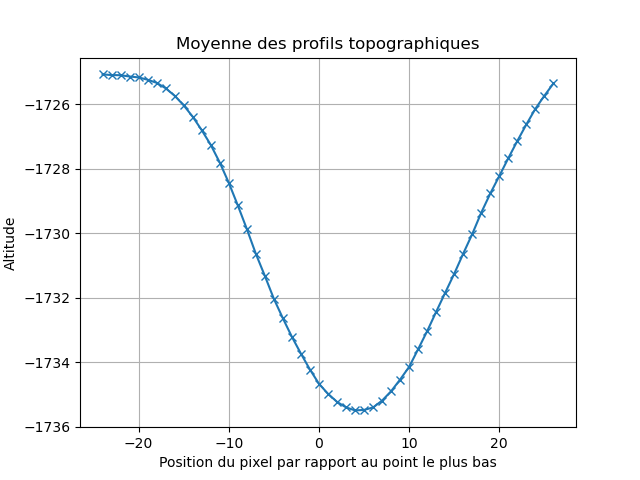 Moyenne des profils topographiques
Altitude
−1726
−1728
−1730
−1732
−1734
−1736
−20 −10 0 10 20
Position du pixel par rapport au point le plus bas